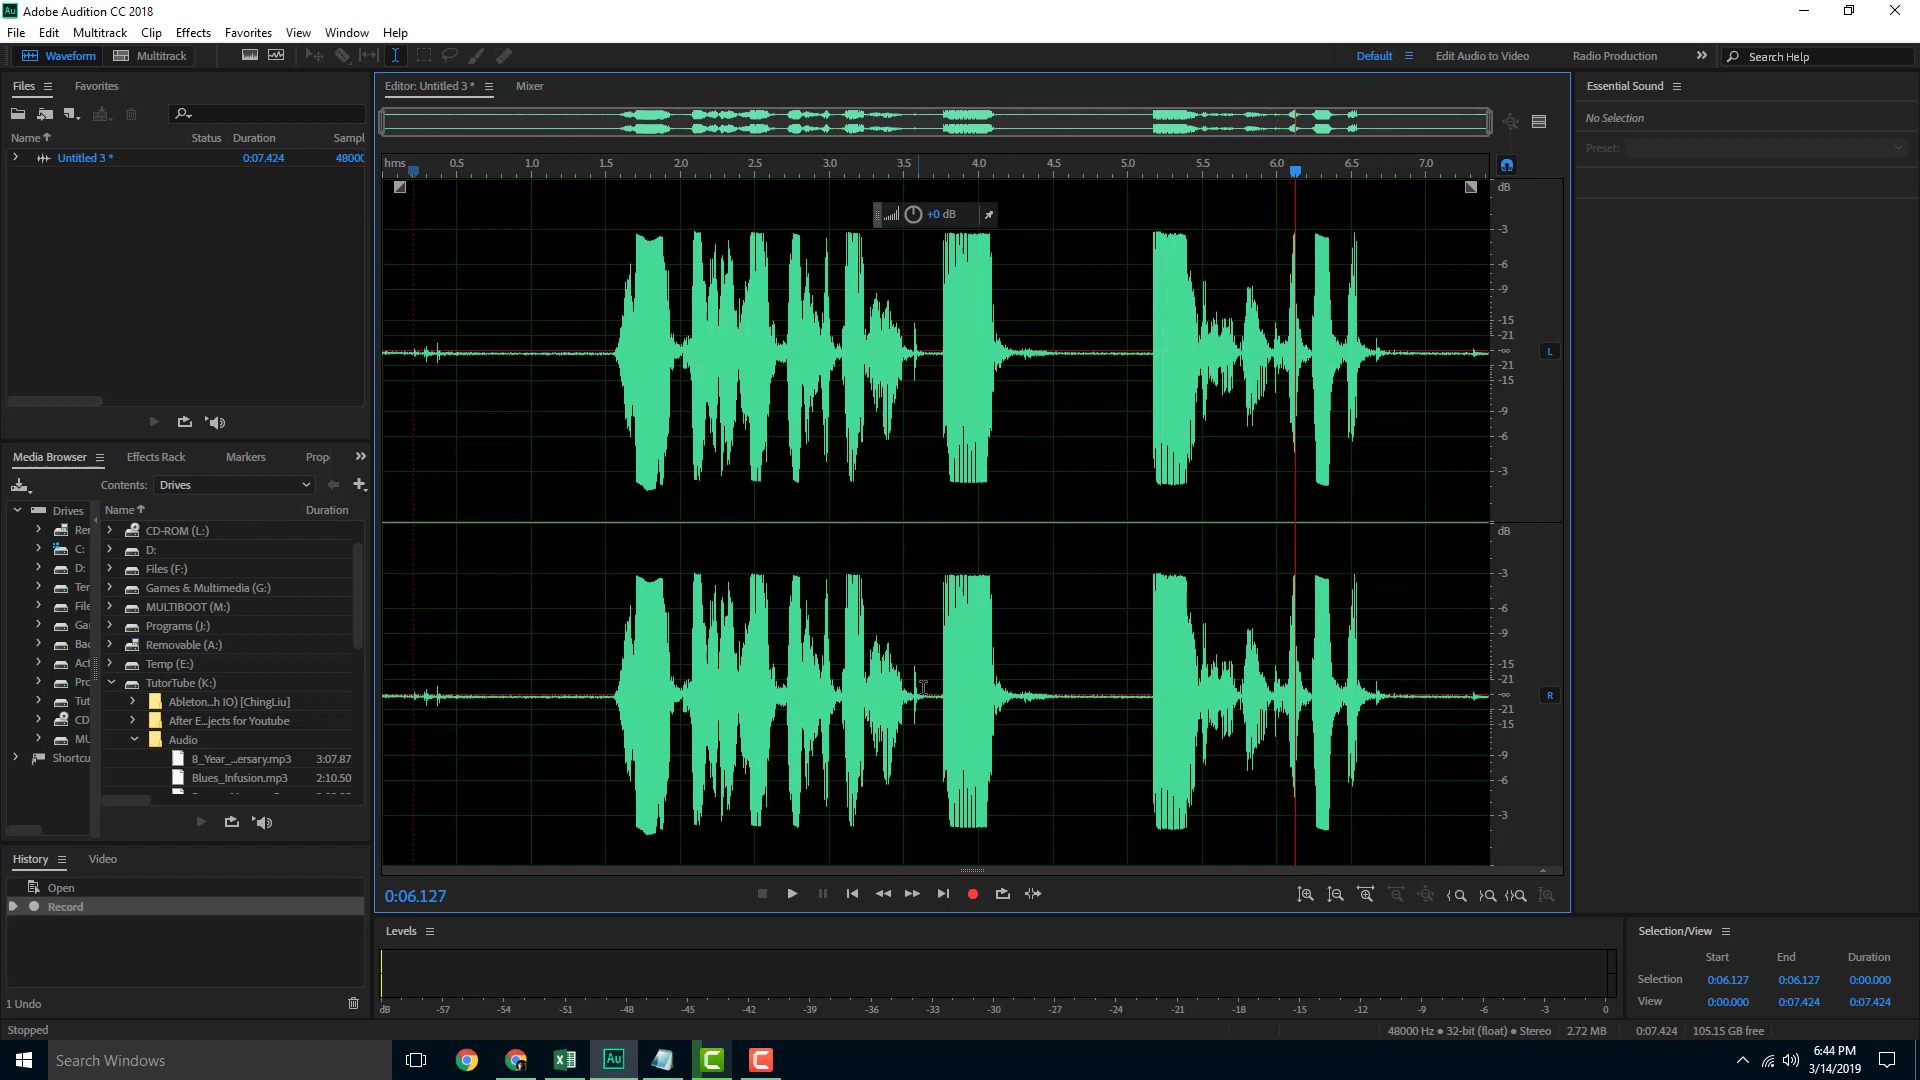 Adobe Audition CC 2018
File Edit Multitrack Clip Effects Favorites View Window Help
Waveform Multitrack Default Edit Audio to Video Radio Production Search Help
Files Favorites
Name Status Duration Sampl
Untitled 3 * 0:07.424 48000
Media Browser Effects Rack Markers Prop
Contents: Drives
Drives
Rer
C:
D:
Ter
File
Gar
Bac
Act
Pro
Tut
CD
MU
Shortcu
Name Duration
CD-ROM (L:)
D:
Files (F:)
Games & Multimedia (G:)
MULTIBOOT (M:)
Programs (J:)
Removable (A:)
Temp (E:)
TutorTube (K:)
Ableton...h IO) [ChingLiu]
After E...jects for Youtube
Audio
8_Year_...ersary.mp3 3:07.87
Blues_Infusion.mp3 2:10.50
History Video
Open
Record
1 Undo
Stopped
Editor: Untitled 3 * Mixer
hms 0.5 1.0 1.5 2.0 2.5 3.0 3.5 4.0 4.5 5.0 5.5 6.0 6.5 7.0
+0 dB
dB
-3
-6
-9
-15
-21
-∞
-21
-15
-9
-6
-3
L
dB
-3
-6
-9
-15
-21
-∞
-21
-15
-9
-6
-3
R
0:06.127
Levels
dB -57 -54 -51 -48 -45 -42 -39 -36 -33 -30 -27 -24 -21 -18 -15 -12 -9 -6 -3 0
Essential Sound
No Selection
Preset:
Selection/View
Start End Duration
Selection 0:06.127 0:06.127 0:00.000
View 0:00.000 0:07.424 0:07.424
48000 Hz ● 32-bit (float) ● Stereo 2.72 MB 0:07.424 105.15 GB free
Search Windows
Au
6:44 PM
3/14/2019